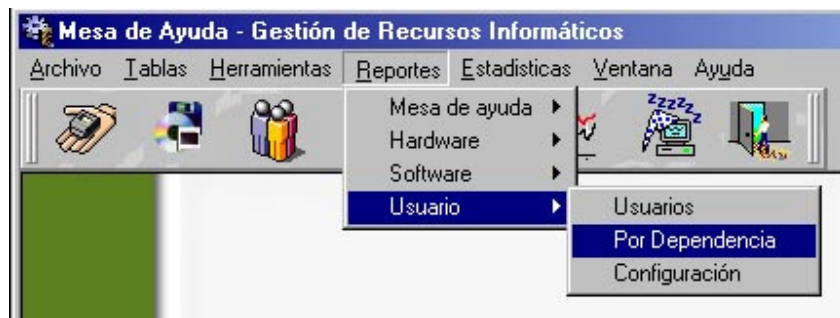 Mesa de Ayuda - Gestión de Recursos Informáticos
Archivo Tablas Herramientas Reportes Estadisticas Ventana Ayuda
Mesa de ayuda
Hardware
Software
Usuario
Usuarios
Por Dependencia
Configuración
zzzzz